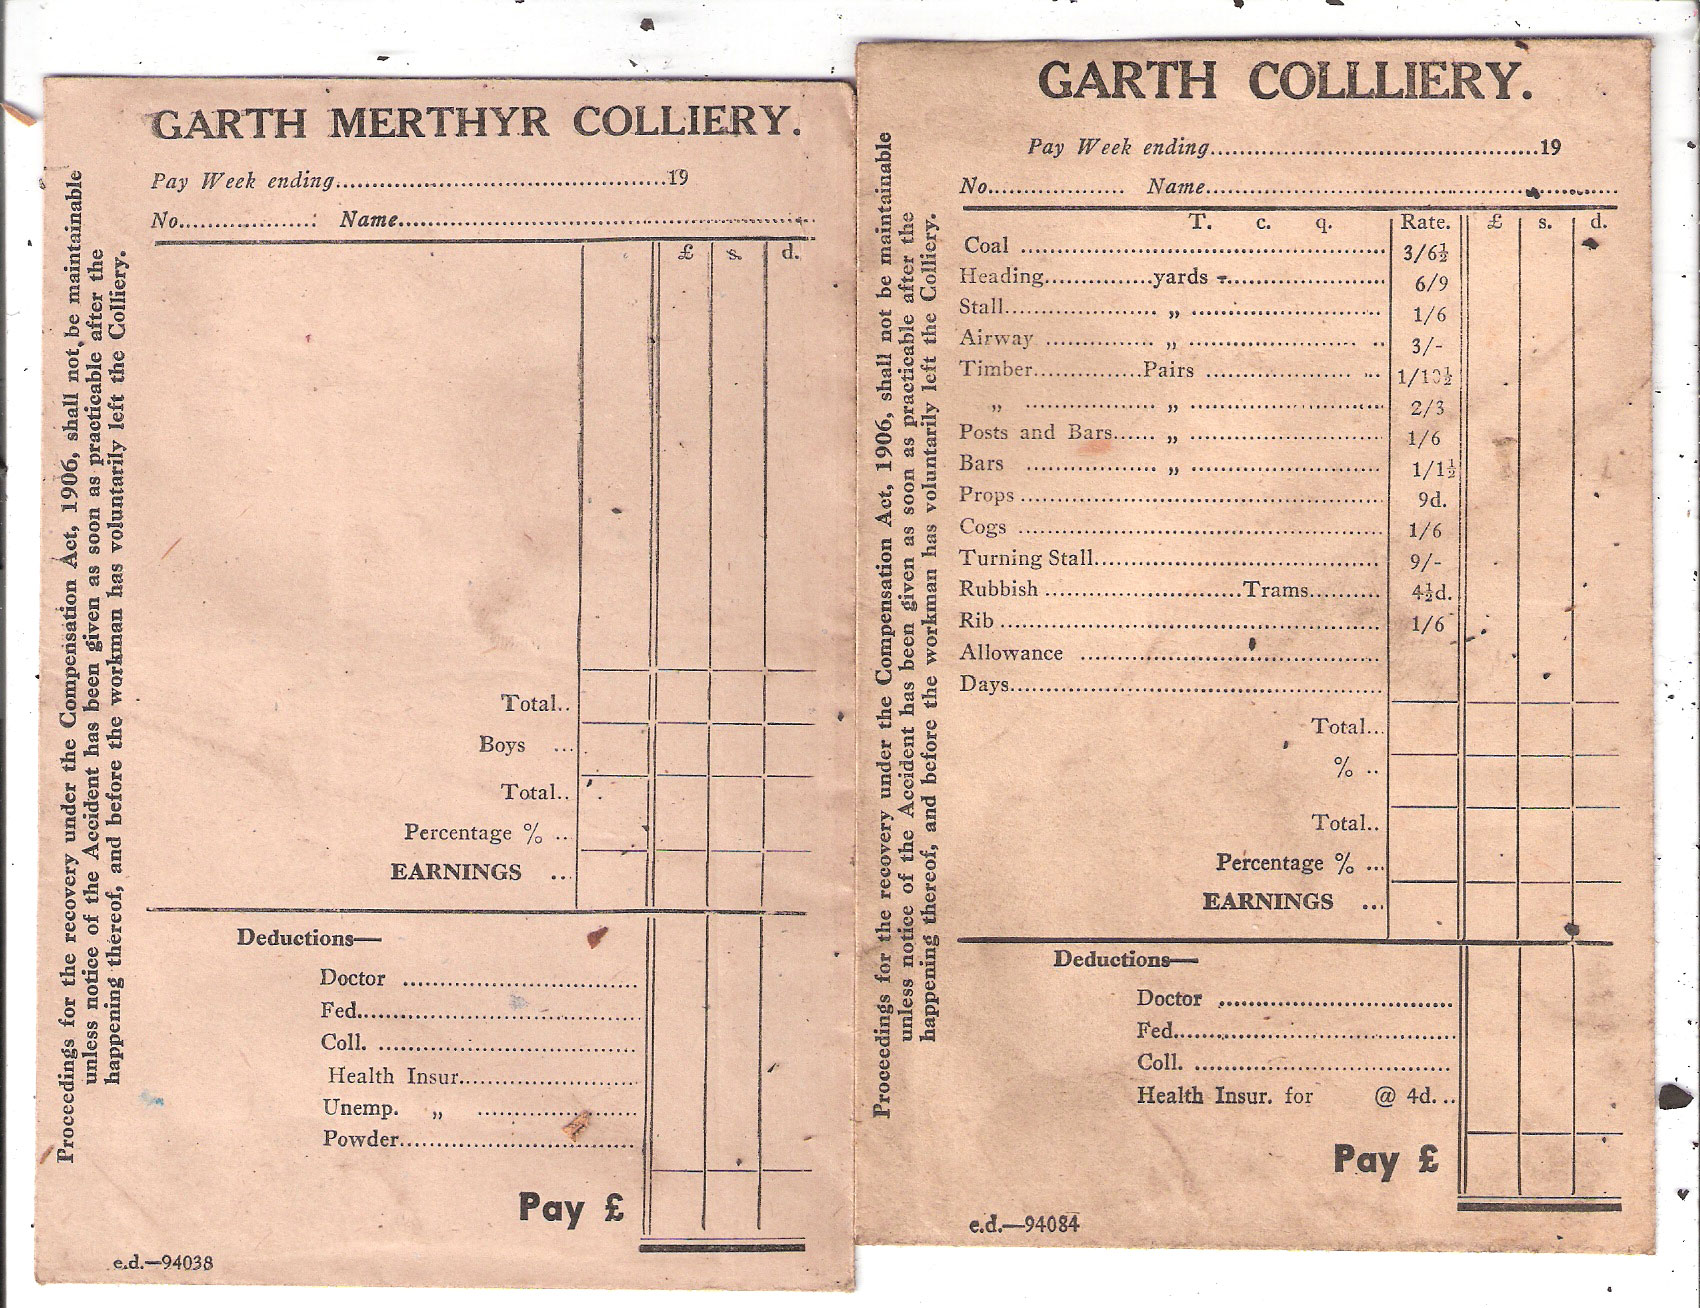 GARTH MERTHYR COLLIERY.
Pay Week ending..........19
No.......... Name..........
£ s. d.
Total..
Boys ...
Total..
Percentage % ..
EARNINGS ...
Deductions—
Doctor ..........
Fed..........
Coll. ..........
Health Insur..........
Unemp. „ ..........
Powder..........
Pay £
e.d.—94038
Proceedings for the recovery under the Compensation Act, 1906, shall not be maintainable
unless notice of the Accident has been given as soon as practicable after the
happening thereof, and before the workman has voluntarily left the Colliery.
GARTH COLLLIERY.
Pay Week ending..........19
No.......... Name..........
T. c. q. Rate. £ s. d.
Coal .......... 3/6½
Heading..........yards -.......... 6/9
Stall.......... „ .......... 1/6
Airway .......... „ .......... 3/-
Timber..........Pairs .......... 1/10½
„ .......... „ .......... 2/3
Posts and Bars...... „ .......... 1/6
Bars .......... „ .......... 1/1½
Props .......... 9d.
Cogs .......... 1/6
Turning Stall.......... 9/-
Rubbish ..........Trams.......... 4½d.
Rib .......... 1/6
Allowance ..........
Days..........
Total...
% ..
Total..
Percentage % ...
EARNINGS ...
Deductions—
Doctor ..........
Fed..........
Coll. ..........
Health Insur. for @ 4d...
Pay £
e.d.—94084
Proceedings for the recovery under the Compensation Act, 1906, shall not be maintainable
unless notice of the Accident has been given as soon as practicable after the
happening thereof, and before the workman has voluntarily left the Colliery.